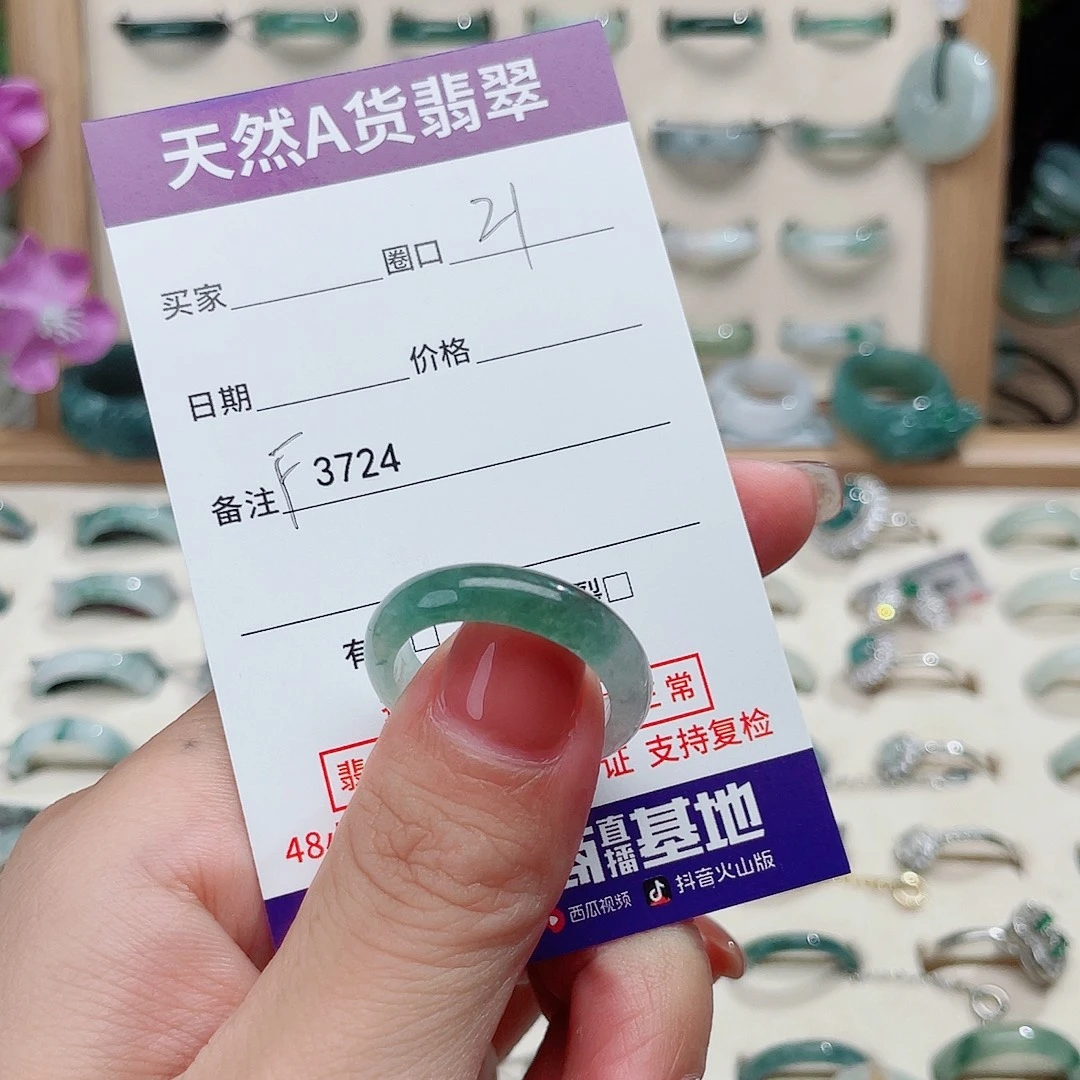 天然A货翡翠
买家 圈口 21
日期 价格
备注 F 3724
有 裂
常
翡 证 支持复检
48
直播基地
西瓜视频 抖音火山版